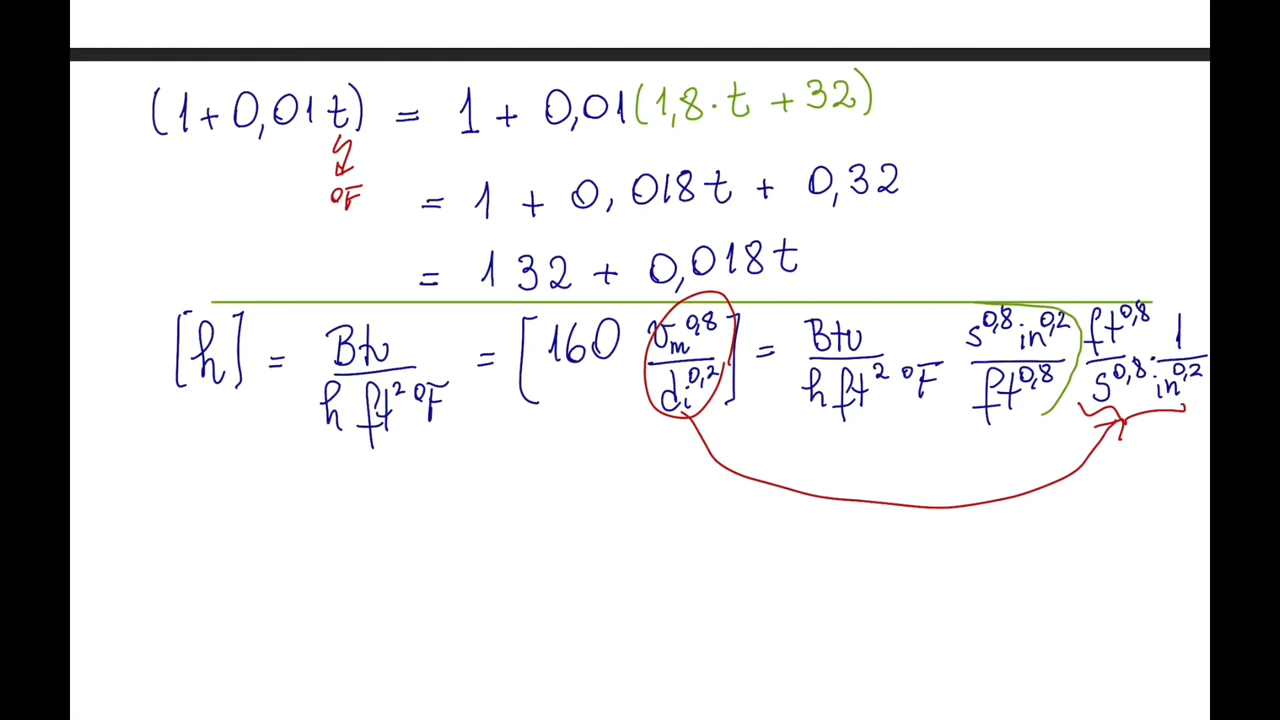 (1+0,01t) = 1 + 0,01(1,8·t + 32)
°F
= 1 + 0,018t + 0,32
= 132 + 0,018t
[h] = Btu / h ft² °F = [160 v_m^0,8 / di^0,2] = Btu / h ft² °F s^0,8 in^0,2 / ft^0,8 ft^0,8 / s^0,8 · 1 / in^0,2